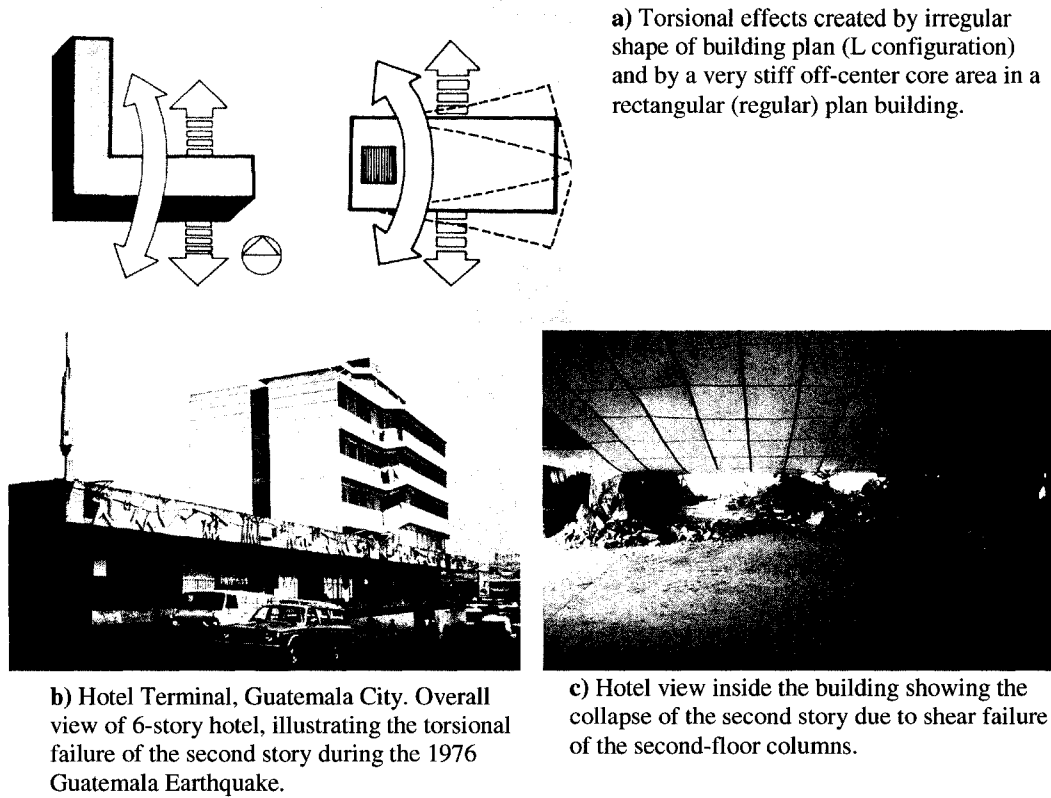 a) Torsional effects created by irregular
shape of building plan (L configuration)
and by a very stiff off-center core area in a
rectangular (regular) plan building.
b) Hotel Terminal, Guatemala City. Overall
view of 6-story hotel, illustrating the torsional
failure of the second story during the 1976
Guatemala Earthquake.
c) Hotel view inside the building showing the
collapse of the second story due to shear failure
of the second-floor columns.